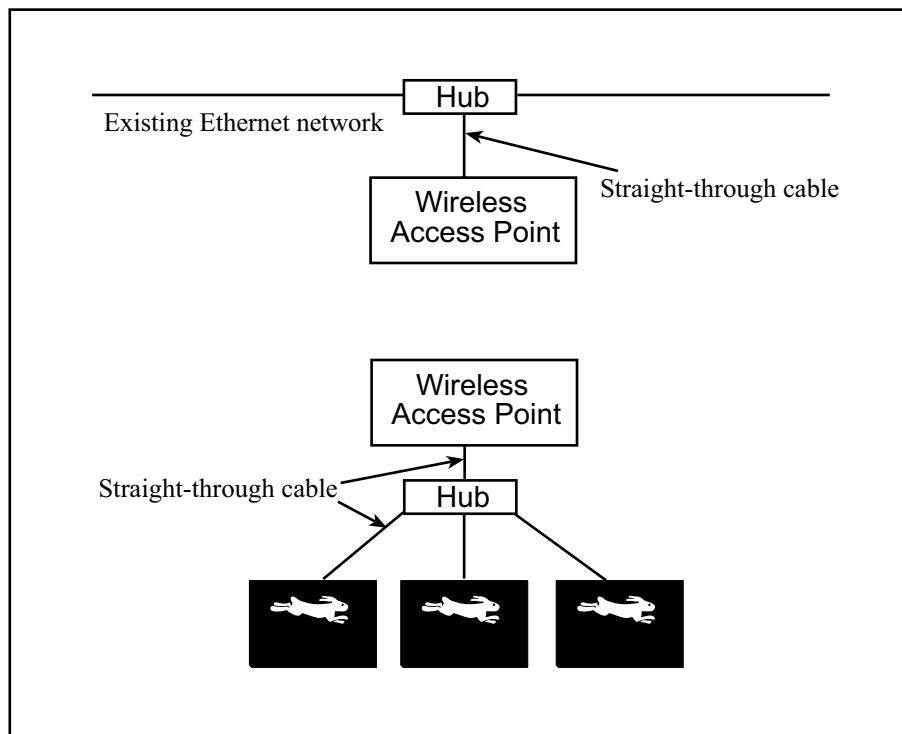 Hub
Existing Ethernet network
Straight-through cable
Wireless
Access Point
Wireless
Access Point
Straight-through cable
Hub